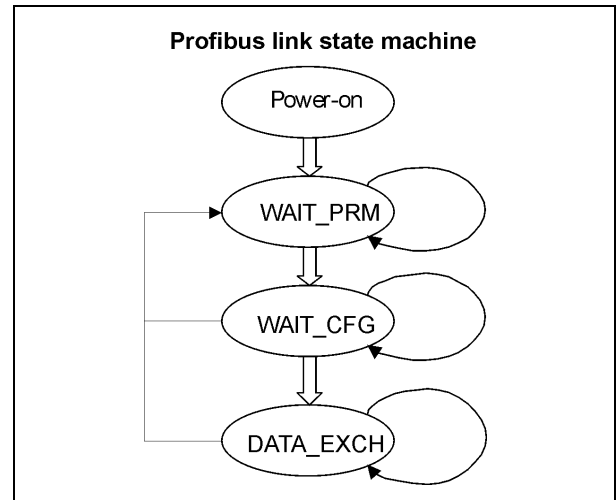 Profibus link state machine
Power-on
WAIT_PRM
WAIT_CFG
DATA_EXCH